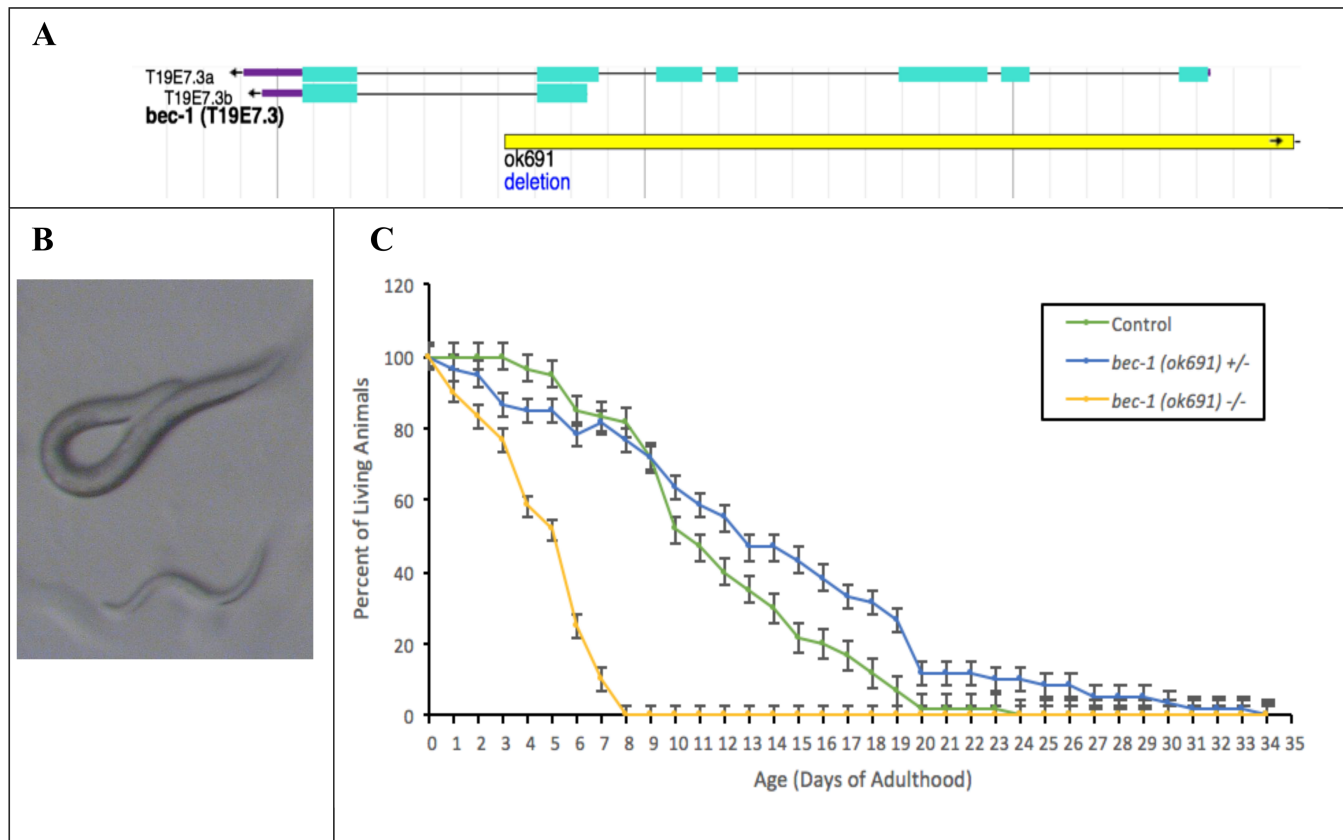 A
T19E7.3a
T19E7.3b
bec-1 (T19E7.3)
ok691
deletion
B
C
120
100
80
60
40
20
0
Percent of Living Animals
Control
bec-1 (ok691) +/-
bec-1 (ok691) -/-
0 1 2 3 4 5 6 7 8 9 10 11 12 13 14 15 16 17 18 19 20 21 22 23 24 25 26 27 28 29 30 31 32 33 34 35
Age (Days of Adulthood)